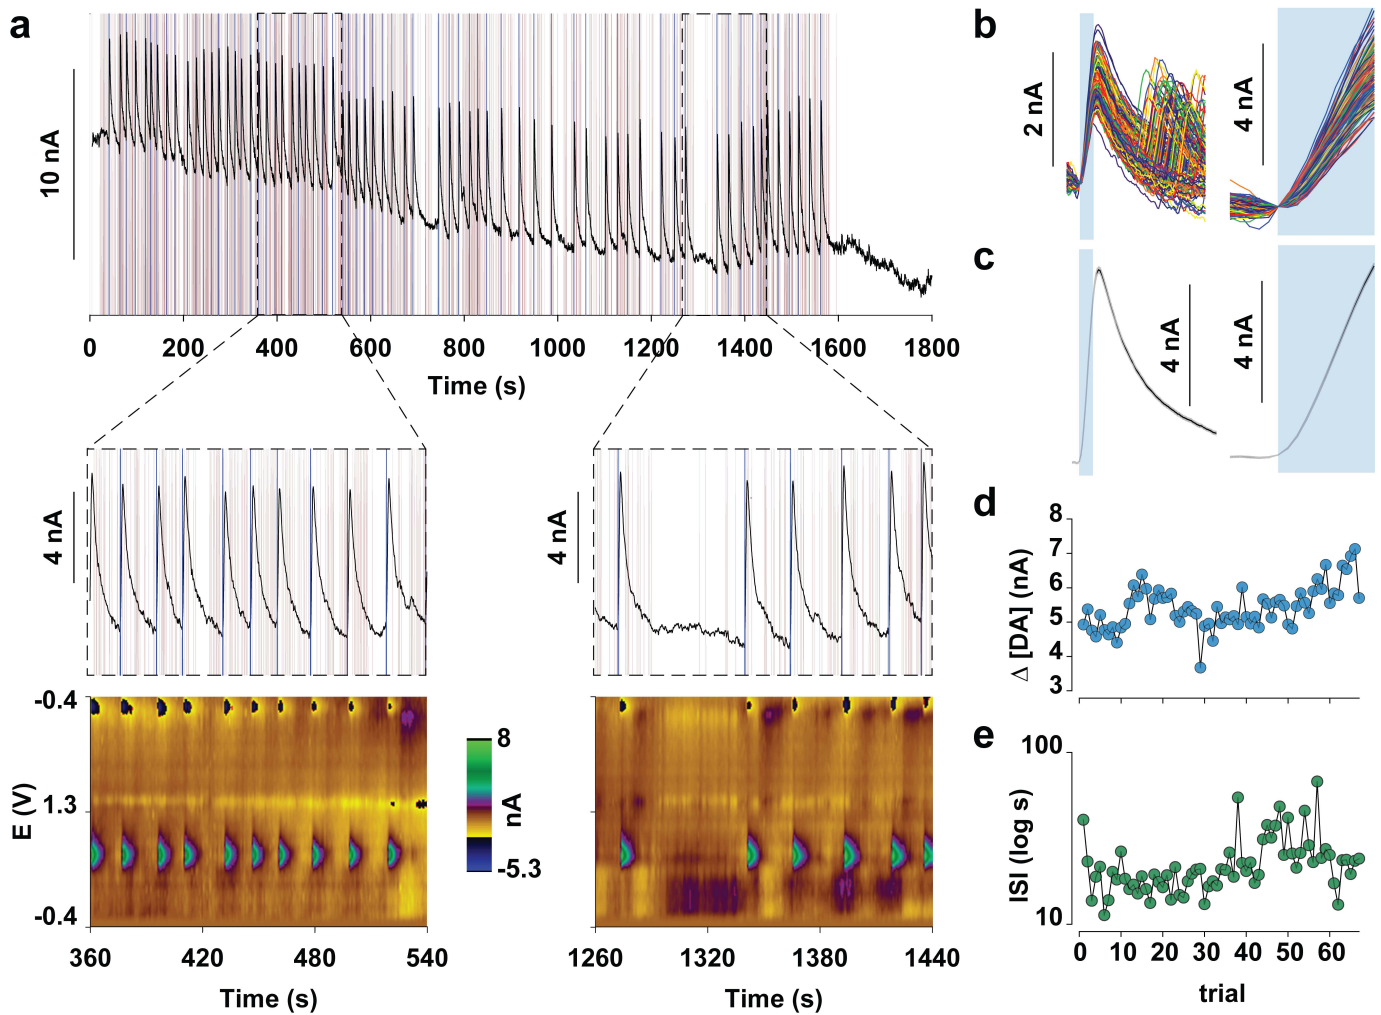 a
10 nA
0 200 400 600 800 1000 1200 1400 1600 1800
Time (s)
4 nA
4 nA
-0.4
1.3
-0.4
E (V)
8
nA
-5.3
360 420 480 540
Time (s)
1260 1320 1380 1440
Time (s)
b
2 nA
4 nA
c
4 nA
4 nA
d
8
7
6
5
4
3
Δ [DA] (nA)
e
100
10
ISI (log s)
0 10 20 30 40 50 60
trial